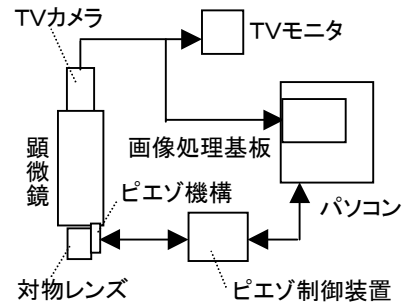 TVカメラ
TVモニタ
顕微鏡
画像処理基板
ピエゾ機構
パソコン
対物レンズ
ピエゾ制御装置